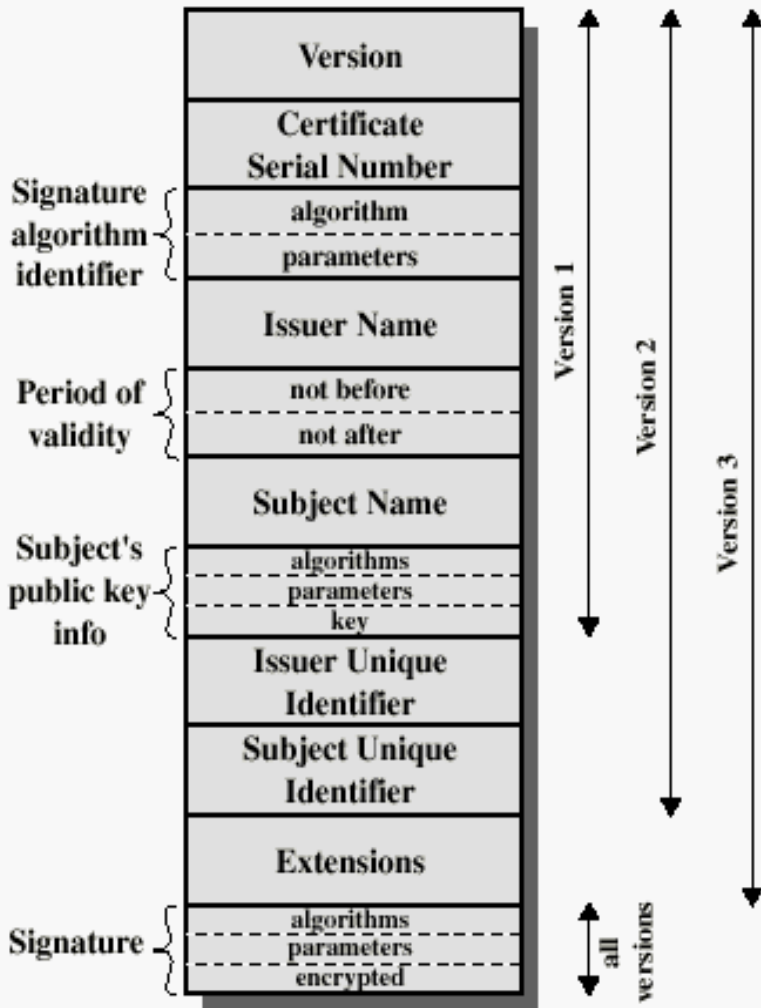 Version
Certificate
Serial Number
Signature
algorithm
identifier
algorithm
parameters
Issuer Name
Period of
validity
not before
not after
Subject Name
Subject's
public key
info
algorithms
parameters
key
Issuer Unique
Identifier
Subject Unique
Identifier
Extensions
Signature
algorithms
parameters
encrypted
Version 1
Version 2
Version 3
all
versions